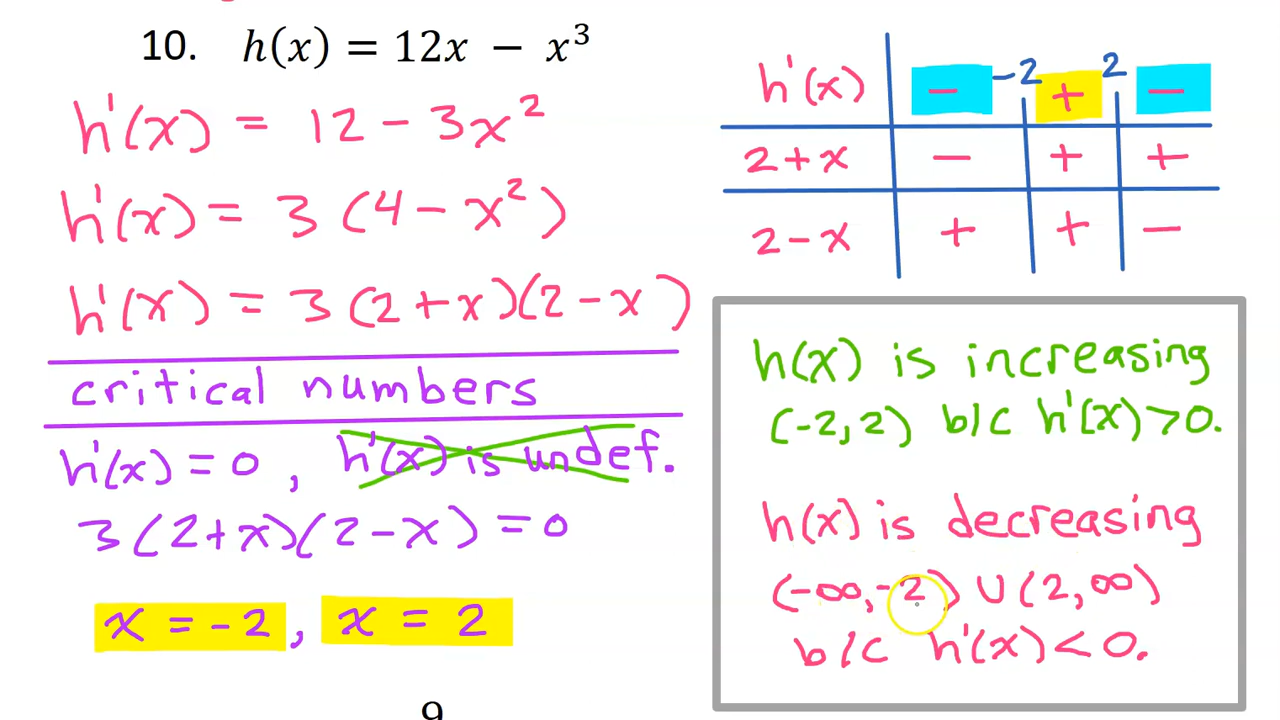 10. h(x) = 12x − x³
h'(x) = 12 - 3x²
h'(x) = 3 (4 - x²)
h'(x) = 3 (2+x)(2-x)
critical numbers
h'(x) = 0 , h'(x) is undef.
3(2+x)(2-x) = 0
x = -2 , x = 2
h'(x) - -2 + 2 -
2+x - + +
2-x + + -
h(x) is increasing
(-2,2) b/c h'(x)>0.
h(x) is decreasing
(-∞,-2) ∪ (2,∞)
b/c h'(x)<0.